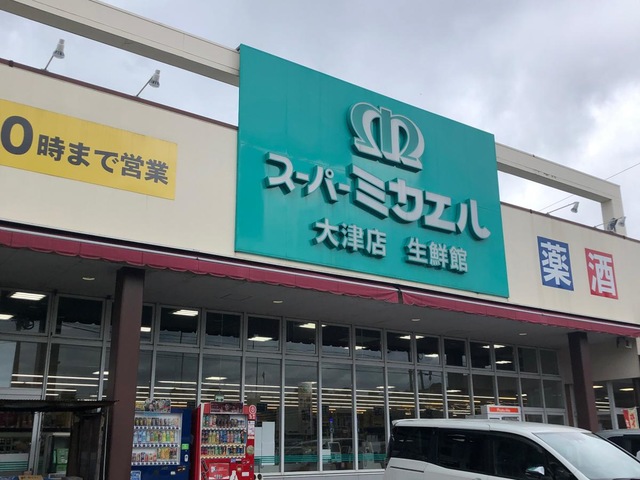 0時まで営業
スーパーミカエル
大津店 生鮮館
薬
酒